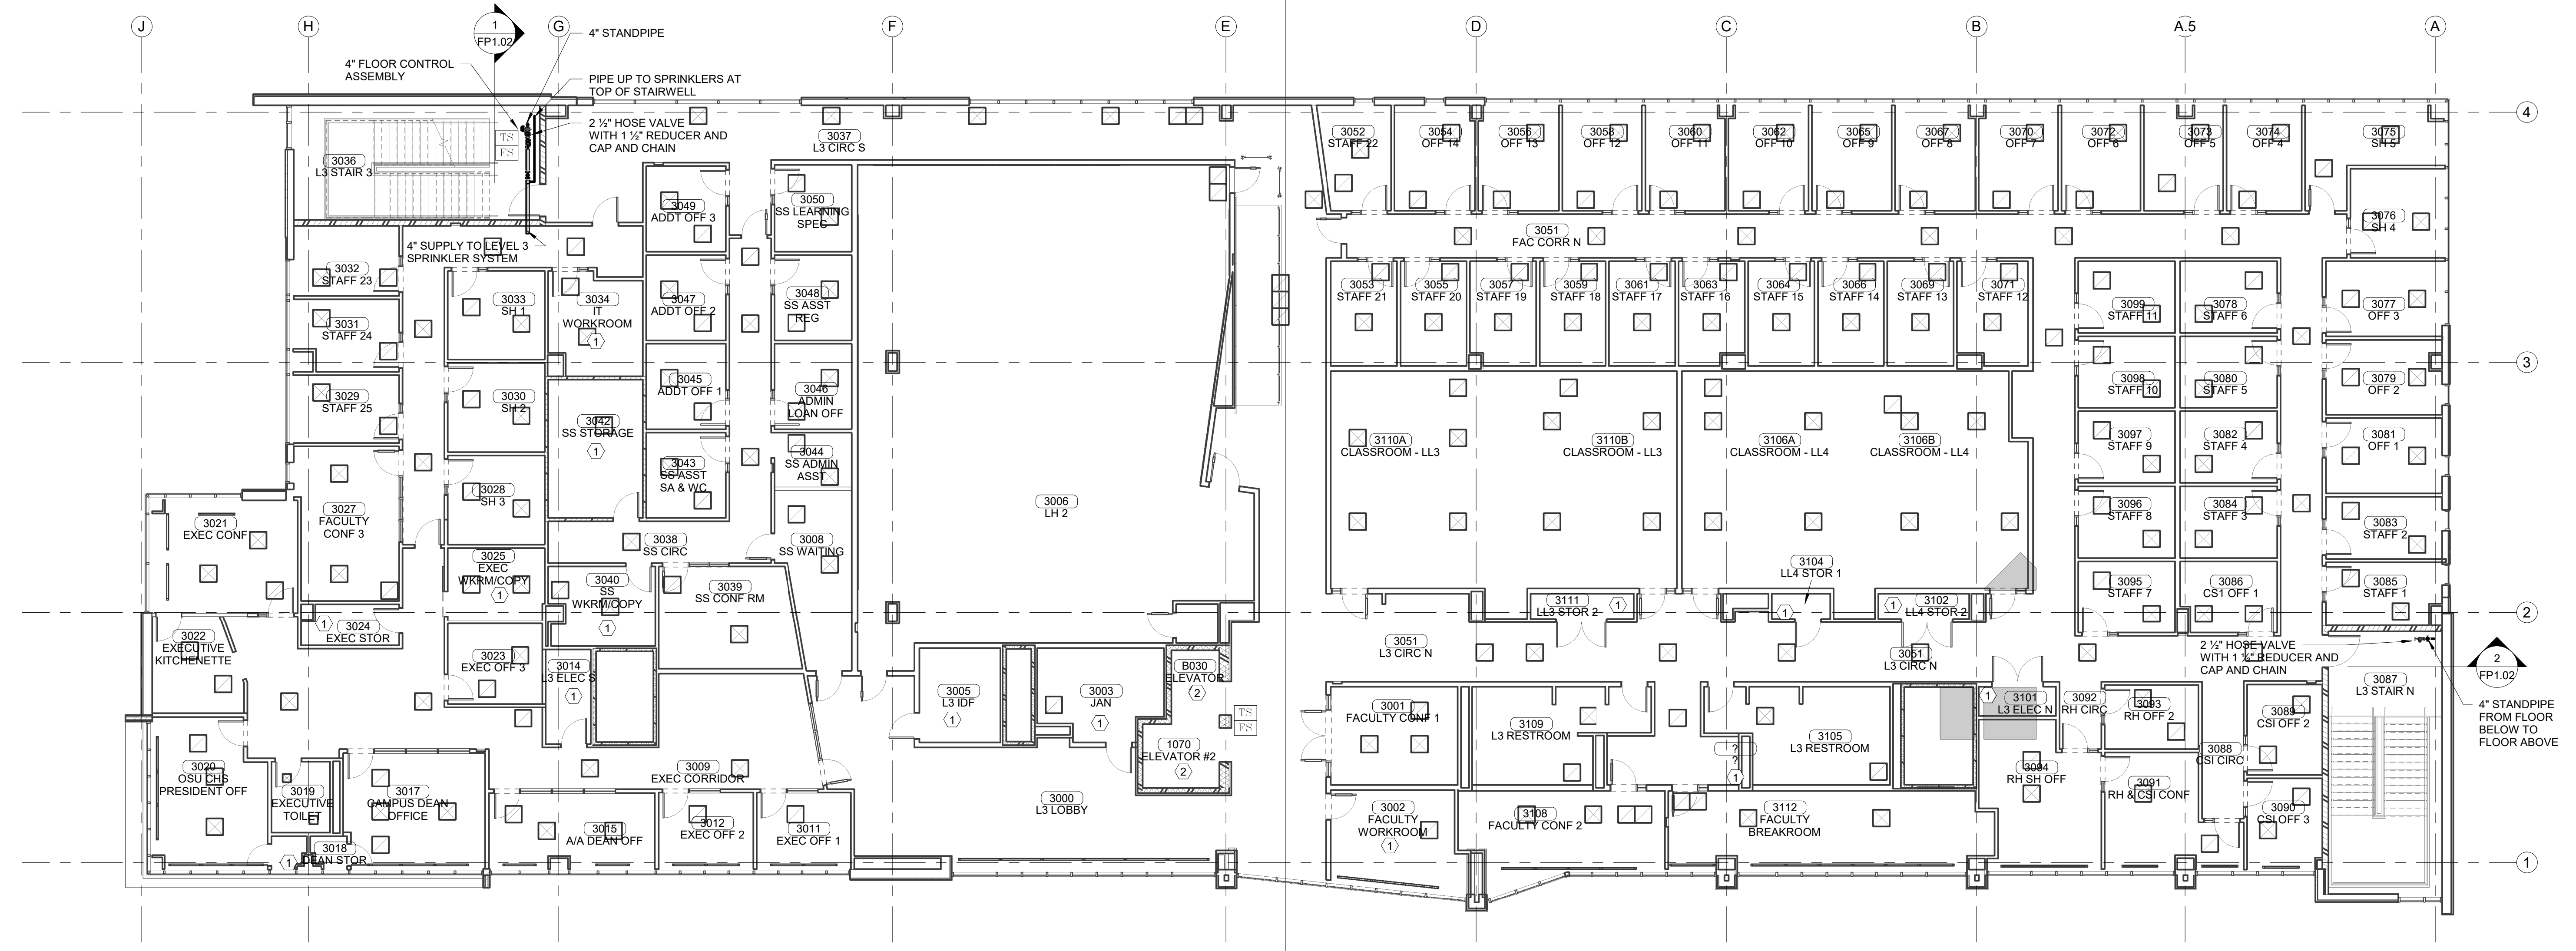 J
H
1
FP1.02
G
F
E
D
C
B
A.5
A
4" STANDPIPE
4" FLOOR CONTROL
ASSEMBLY
PIPE UP TO SPRINKLERS AT
TOP OF STAIRWELL
2 ½" HOSE VALVE
WITH 1 ½" REDUCER AND
CAP AND CHAIN
4
TS
FS
3036
L3 STAIR 3
3037
L3 CIRC S
3052
STAFF 22
3054
OFF 14
3056
OFF 13
3058
OFF 12
3060
OFF 11
3062
OFF 10
3065
OFF 9
3067
OFF 8
3070
OFF 7
3072
OFF 6
3073
OFF 5
3074
OFF 4
3075
SH 5
3049
ADDT OFF 3
3050
SS LEARNING
SPEC
3051
FAC CORR N
3076
SH 4
4" SUPPLY TO LEVEL 3
SPRINKLER SYSTEM
3032
STAFF 23
3033
SH 1
3034
IT
WORKROOM
1
3047
ADDT OFF 2
3048
SS ASST
REG
3053
STAFF 21
3055
STAFF 20
3057
STAFF 19
3059
STAFF 18
3061
STAFF 17
3063
STAFF 16
3064
STAFF 15
3066
STAFF 14
3069
STAFF 13
3071
STAFF 12
3099
STAFF 11
3078
STAFF 6
3077
OFF 3
3031
STAFF 24
3
3029
STAFF 25
3030
SH 2
3045
ADDT OFF 1
3046
ADMIN
LOAN OFF
3098
STAFF 10
3080
STAFF 5
3079
OFF 2
3042
SS STORAGE
1
3043
SS ASST
SA & WC
3044
SS ADMIN
ASST
3110A
CLASSROOM - LL3
3110B
CLASSROOM - LL3
3106A
CLASSROOM - LL4
3106B
CLASSROOM - LL4
3097
STAFF 9
3082
STAFF 4
3081
OFF 1
3021
EXEC CONF
3027
FACULTY
CONF 3
3028
SH 3
3006
LH 2
3096
STAFF 8
3084
STAFF 3
3083
STAFF 2
3038
SS CIRC
3008
SS WAITING
3025
EXEC
WKRM/COPY
1
3040
SS
WKRM/COPY
1
3039
SS CONF RM
3104
LL4 STOR 1
1
3095
STAFF 7
3086
CS1 OFF 1
3085
STAFF 1
3111
LL3 STOR 2
1
3102
LL4 STOR 2
1
2
3022
EXECUTIVE
KITCHENETTE
1
3024
EXEC STOR
3023
EXEC OFF 3
3014
L3 ELEC S
1
3051
L3 CIRC N
3051
L3 CIRC N
2 ½" HOSE VALVE
WITH 1 ½" REDUCER AND
CAP AND CHAIN
2
FP1.02
3087
L3 STAIR N
4" STANDPIPE
FROM FLOOR
BELOW TO
FLOOR ABOVE
3005
L3 IDF
1
3003
JAN
1
B030
ELEVATOR
2
TS
FS
3001
FACULTY CONF 1
3109
L3 RESTROOM
?
?
1
3105
L3 RESTROOM
1
3101
L3 ELEC N
3092
RH CIRC
3093
RH OFF 2
3089
CSI OFF 2
3088
CSI CIRC
3020
OSU CHS
PRESIDENT OFF
3019
EXECUTIVE
TOILET
3017
CAMPUS DEAN
OFFICE
3009
EXEC CORRIDOR
1070
ELEVATOR #2
2
3094
RH SH OFF
3091
RH & CSI CONF
3090
CSI OFF 3
3000
L3 LOBBY
3002
FACULTY
WORKROOM
1
3108
FACULTY CONF 2
3112
FACULTY
BREAKROOM
1
3018
DEAN STOR
3015
A/A DEAN OFF
3012
EXEC OFF 2
3011
EXEC OFF 1
1